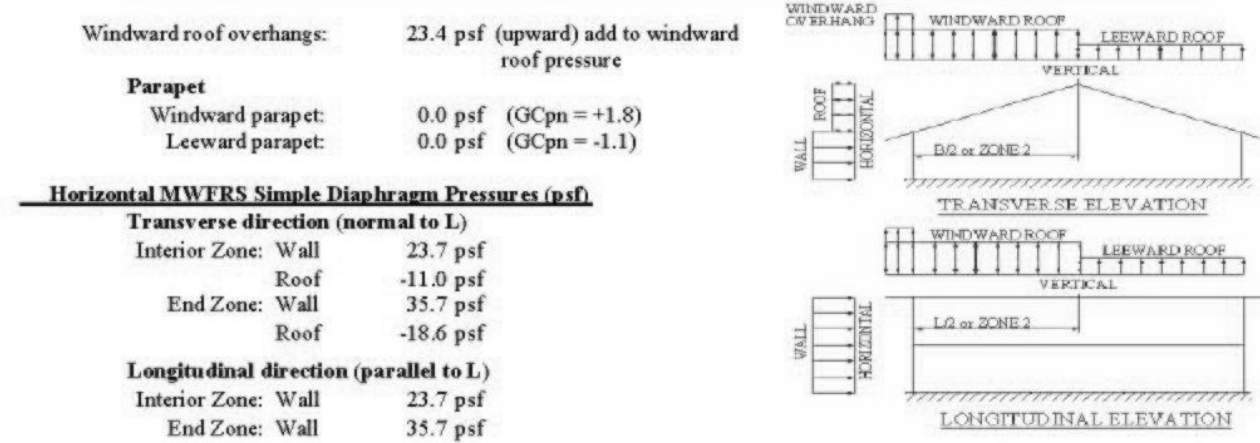 Windward roof overhangs: 23.4 psf (upward) add to windward
roof pressure
Parapet
Windward parapet: 0.0 psf (GCpn = +1.8)
Leeward parapet: 0.0 psf (GCpn = -1.1)
Horizontal MWFRS Simple Diaphragm Pressures (psf)
Transverse direction (normal to L)
Interior Zone: Wall 23.7 psf
Roof -11.0 psf
End Zone: Wall 35.7 psf
Roof -18.6 psf
Longitudinal direction (parallel to L)
Interior Zone: Wall 23.7 psf
End Zone: Wall 35.7 psf
WINDWARD
OVERHANG
WINDWARD ROOF
LEEWARD ROOF
VERTICAL
ROOF
WALL
HORIZONTAL
B/2 or ZONE 2
TRANSVERSE ELEVATION
WINDWARD ROOF
LEEWARD ROOF
VERTICAL
WALL
HORIZONTAL
L/2 or ZONE 2
LONGITUDINAL ELEVATION